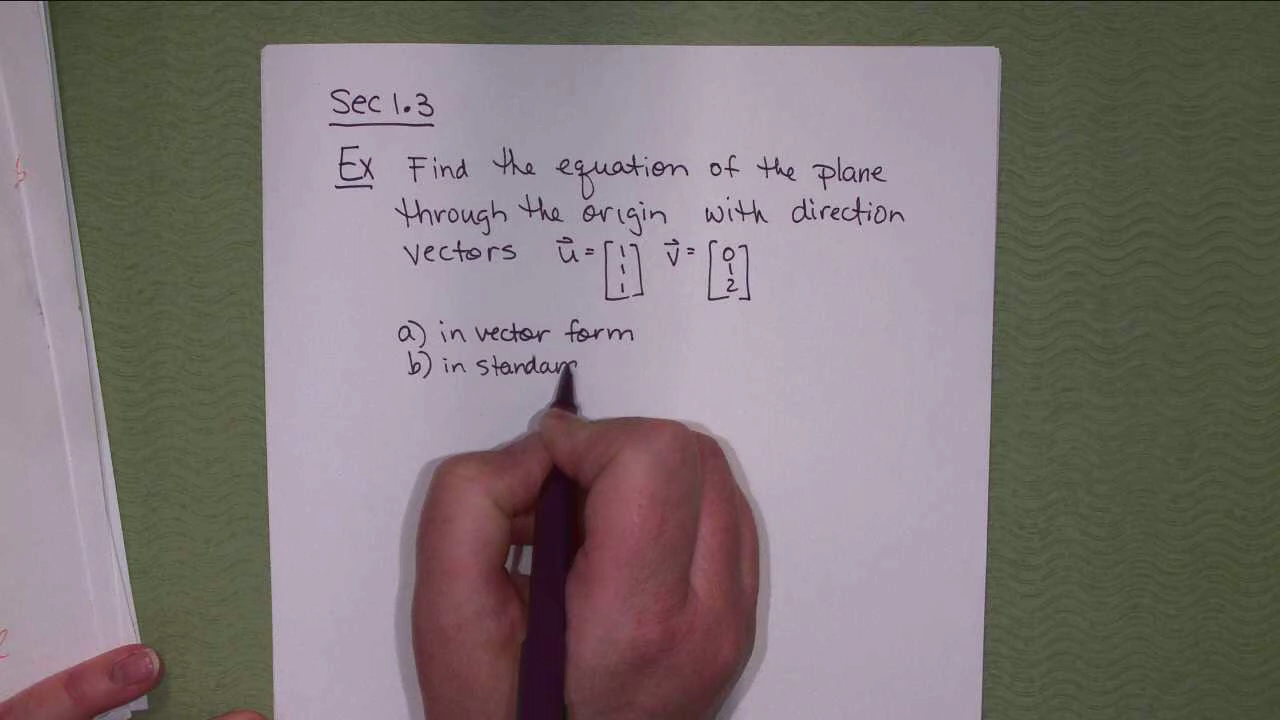 Sec 1.3
Ex Find the equation of the plane
through the origin with direction
vectors u⃗ = [1 1 1] v⃗ = [0 1 2]
a) in vector form
b) in standar